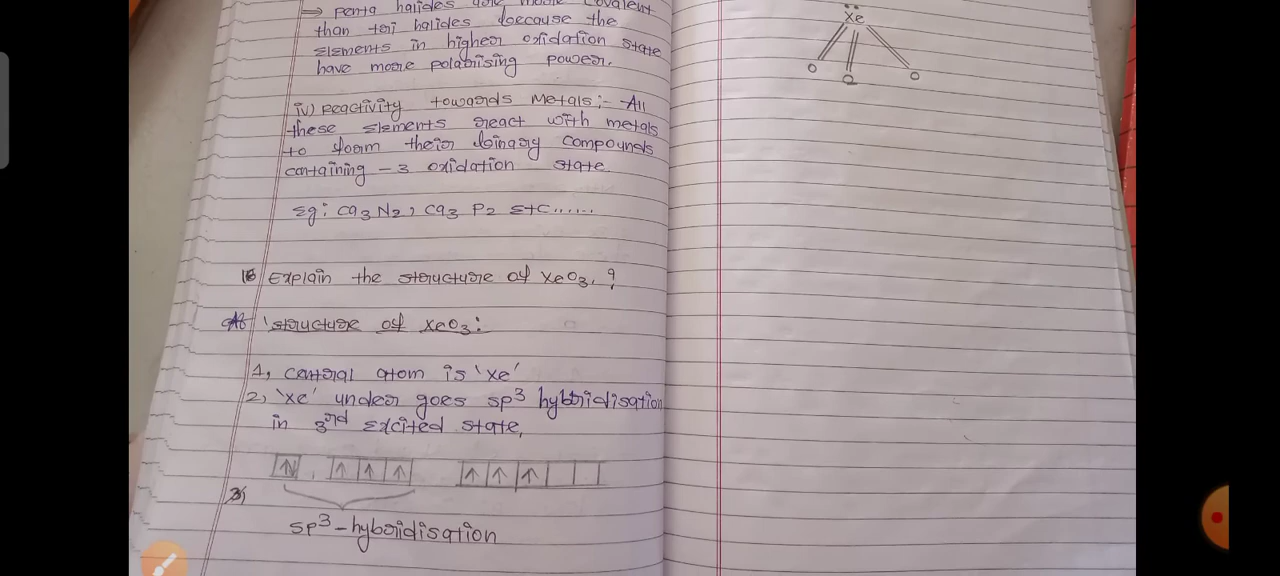 ⇒ penta halides are more covalent
than tri halides because the
elements in higher oxidation state
have more polarising power.
iv) Reactivity towards Metals :- All
these elements react with metals
to form their binary compounds
containing -3 oxidation state.
Eg: Ca3 N2, Ca3 P2 Etc......
16 Explain the structure of XeO3. ?
structure of XeO3:
1, central atom is 'Xe'
2, 'Xe' under goes sp³ hybridisation
in 3rd excited state,
3,
sp³-hybridisation
Xe
O O O